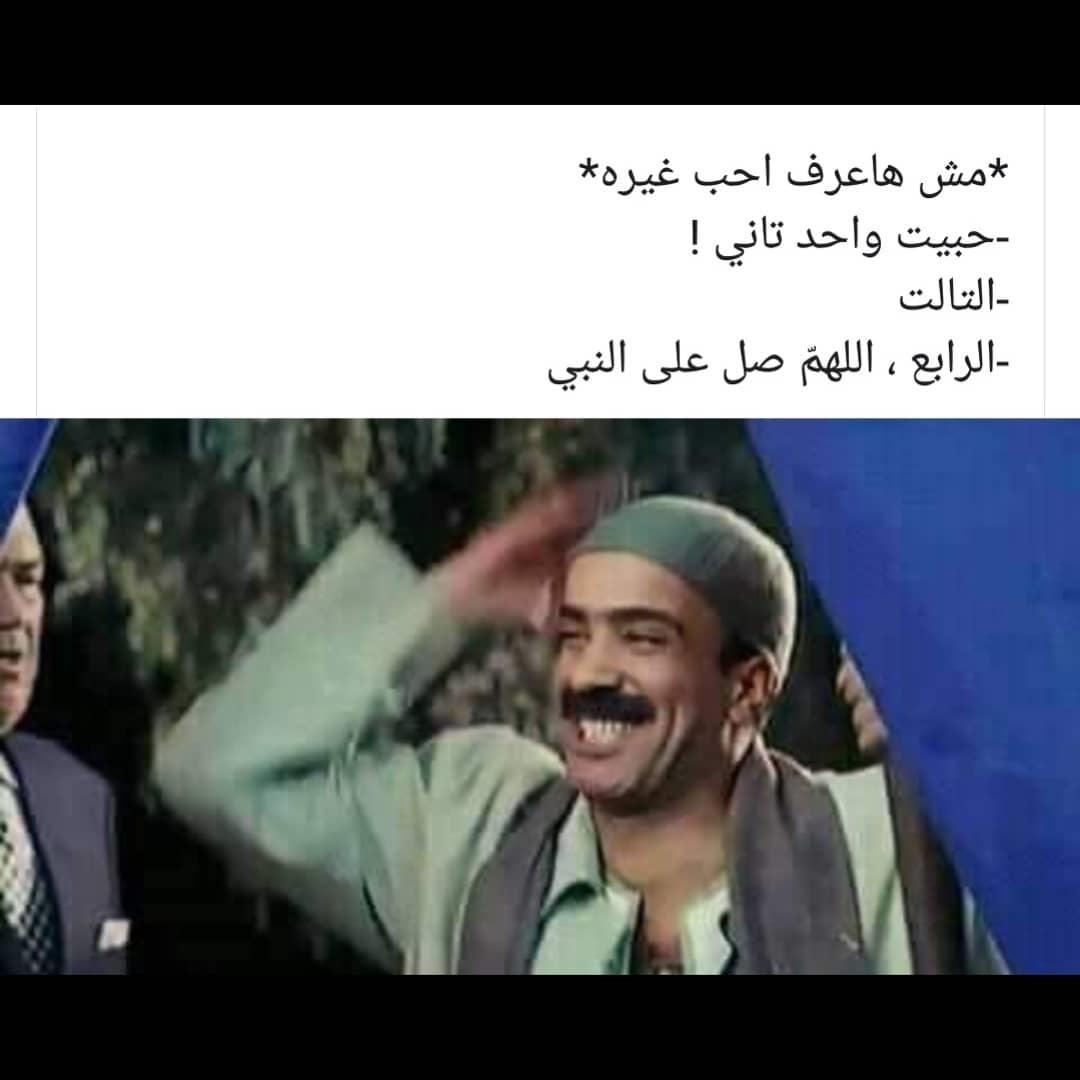 *مش هاعرف احب غيره*
-حبيت واحد تاني !
-التالت
-الرابع ، اللهمّ صل على النبي